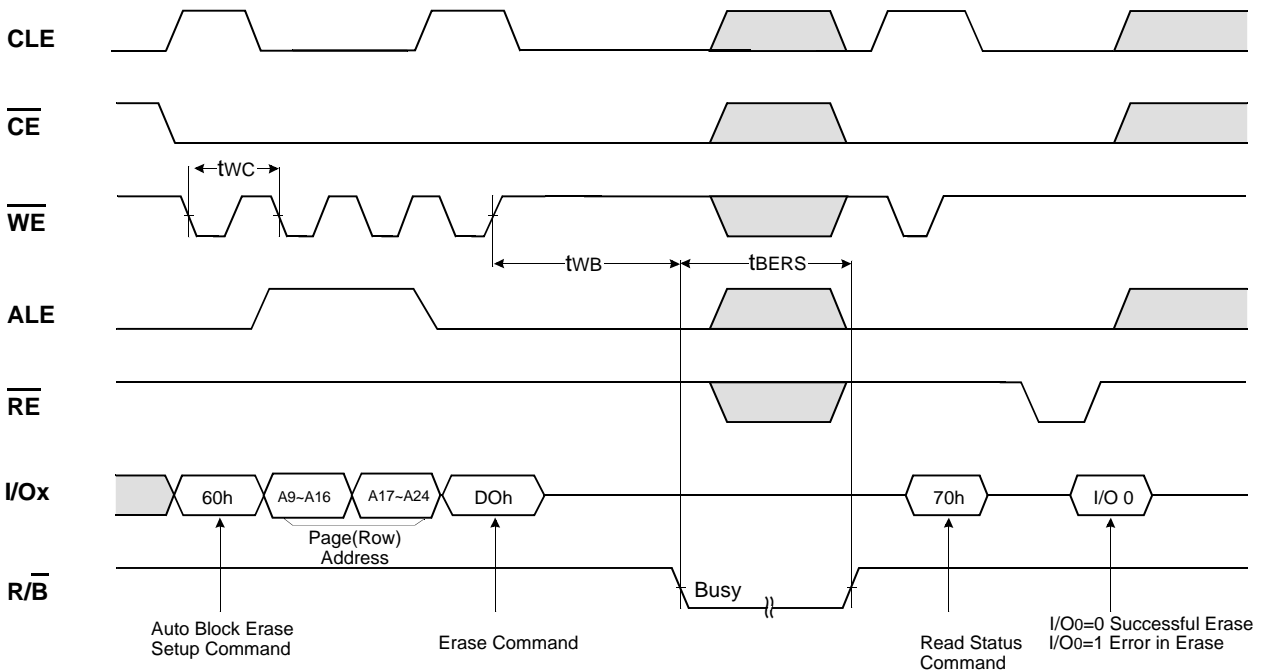 CLE
CE
tWC
WE
tWB
tBERS
ALE
RE
I/Ox
60h
A9~A16
A17~A24
DOh
70h
I/O 0
Page(Row)
Address
R/B
Busy
Auto Block Erase
Setup Command
Erase Command
Read Status
Command
I/O0=0 Successful Erase
I/O0=1 Error in Erase